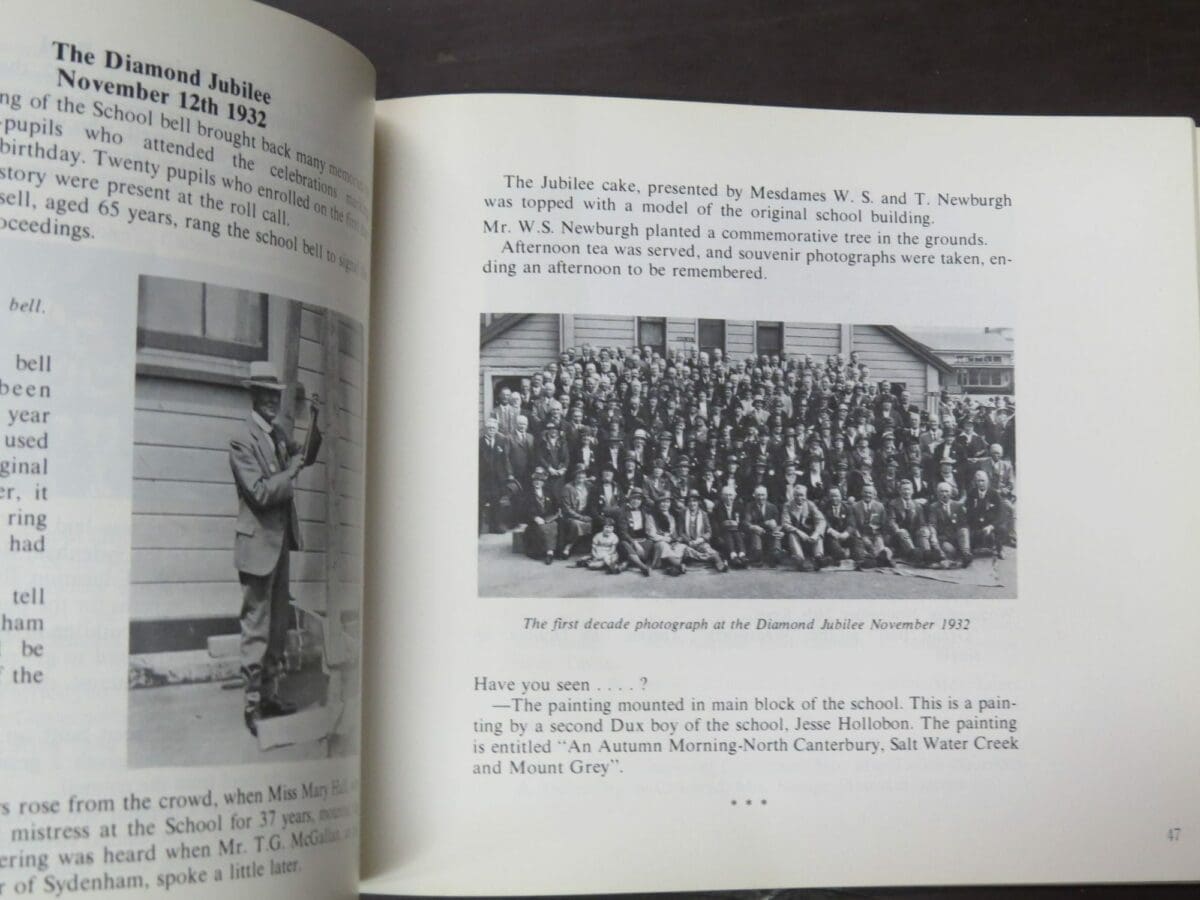 The Diamond Jubilee
November 12th 1932
ng of the School bell brought back many
-pupils who attended the celebrations
birthday. Twenty pupils who enrolled on the first
story were present at the roll call.
sell, aged 65 years, rang the school bell to signal
oceedings.
bell.
bell
been
year
used
ginal
er, it
ring
had
tell
ham
be
f the
rs rose from the crowd, when Miss Mary
mistress at the School for 37 years,
ering was heard when Mr. T.G. McGallan,
r of Sydenham, spoke a little later.
The Jubilee cake, presented by Mesdames W. S. and T. Newburgh
was topped with a model of the original school building.
Mr. W.S. Newburgh planted a commemorative tree in the grounds.
Afternoon tea was served, and souvenir photographs were taken, en-
ding an afternoon to be remembered.
The first decade photograph at the Diamond Jubilee November 1932
Have you seen . . . . ?
—The painting mounted in main block of the school. This is a pain-
ting by a second Dux boy of the school, Jesse Hollobon. The painting
is entitled "An Autumn Morning-North Canterbury, Salt Water Creek
and Mount Grey".
* * *
47